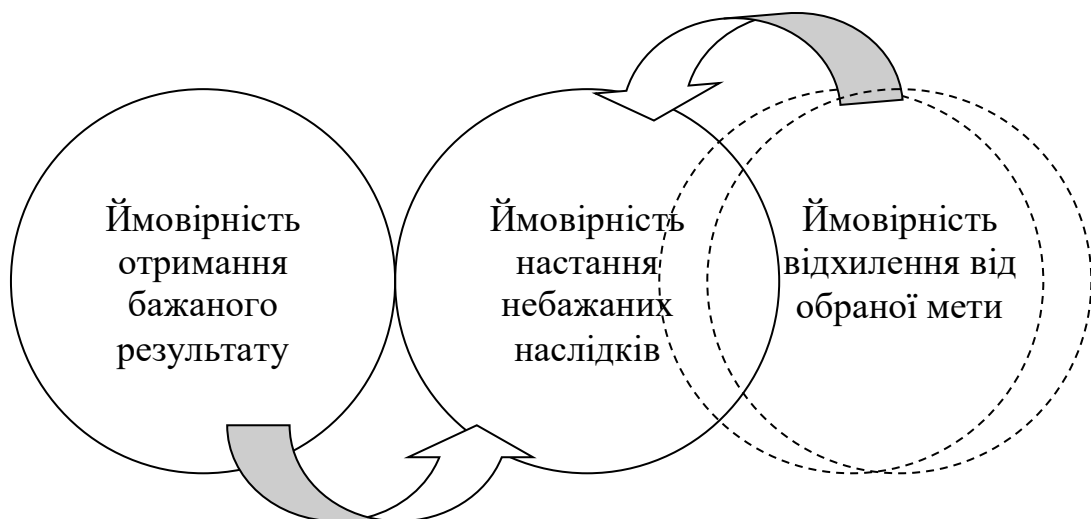 Ймовірність
отримання
бажаного
результату
Ймовірність
настання
небажаних
наслідків
Ймовірність
відхилення від
обраної мети